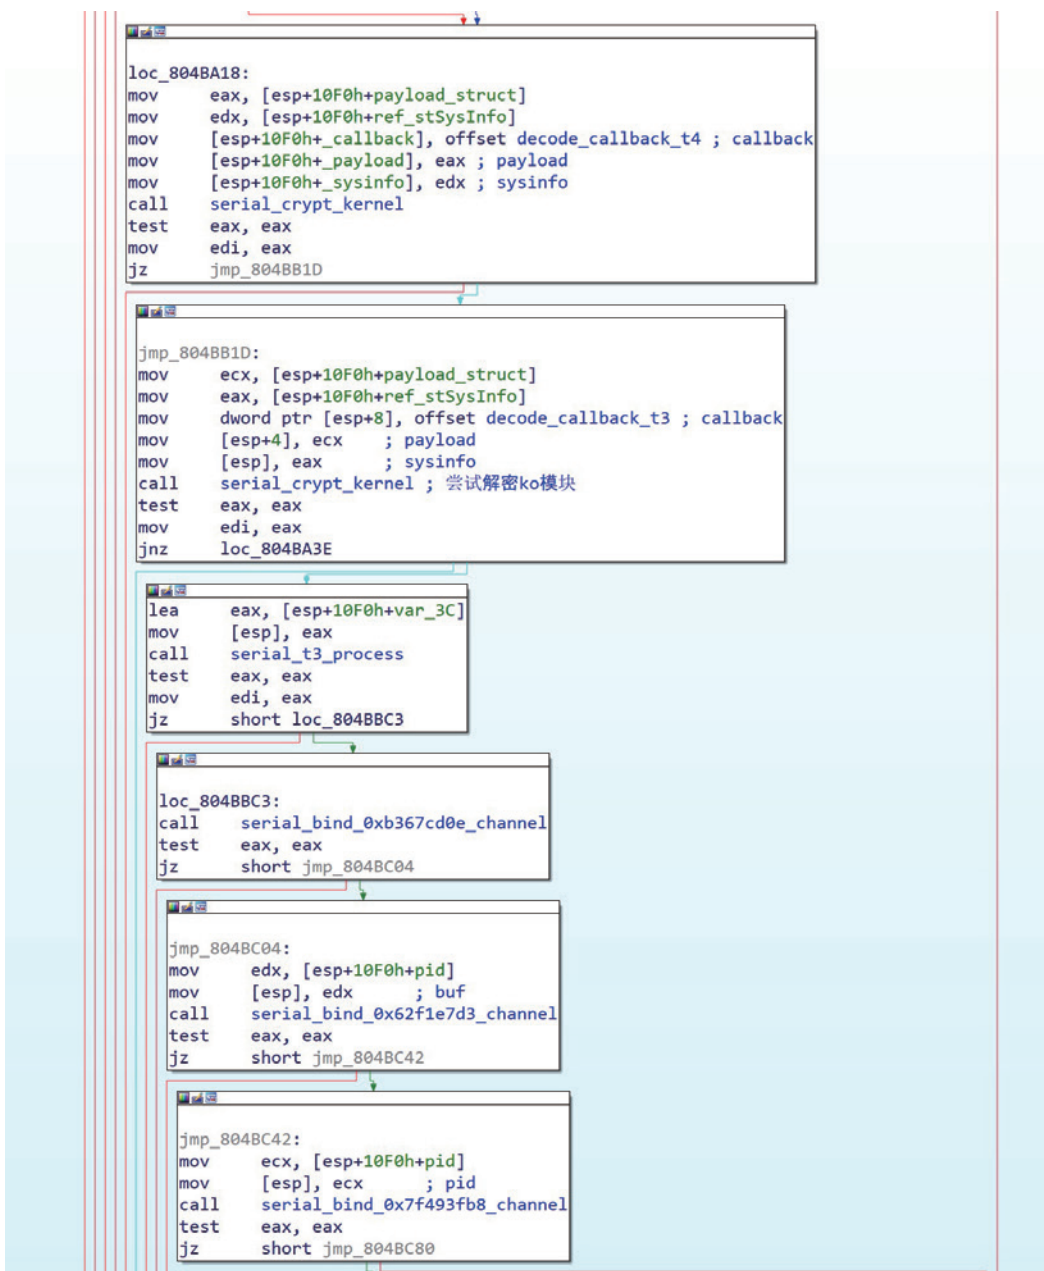 loc_804BA18:
mov eax, [esp+10F0h+payload_struct]
mov edx, [esp+10F0h+ref_stSysInfo]
mov [esp+10F0h+_callback], offset decode_callback_t4 ; callback
mov [esp+10F0h+_payload], eax ; payload
mov [esp+10F0h+_sysinfo], edx ; sysinfo
call serial_crypt_kernel
test eax, eax
mov edi, eax
jz jmp_804BB1D
jmp_804BB1D:
mov ecx, [esp+10F0h+payload_struct]
mov eax, [esp+10F0h+ref_stSysInfo]
mov dword ptr [esp+8], offset decode_callback_t3 ; callback
mov [esp+4], ecx ; payload
mov [esp], eax ; sysinfo
call serial_crypt_kernel ; 尝试解密ko模块
test eax, eax
mov edi, eax
jnz loc_804BA3E
lea eax, [esp+10F0h+var_3C]
mov [esp], eax
call serial_t3_process
test eax, eax
mov edi, eax
jz short loc_804BBC3
loc_804BBC3:
call serial_bind_0xb367cd0e_channel
test eax, eax
jz short jmp_804BC04
jmp_804BC04:
mov edx, [esp+10F0h+pid]
mov [esp], edx ; buf
call serial_bind_0x62f1e7d3_channel
test eax, eax
jz short jmp_804BC42
jmp_804BC42:
mov ecx, [esp+10F0h+pid]
mov [esp], ecx ; pid
call serial_bind_0x7f493fb8_channel
test eax, eax
jz short jmp_804BC80